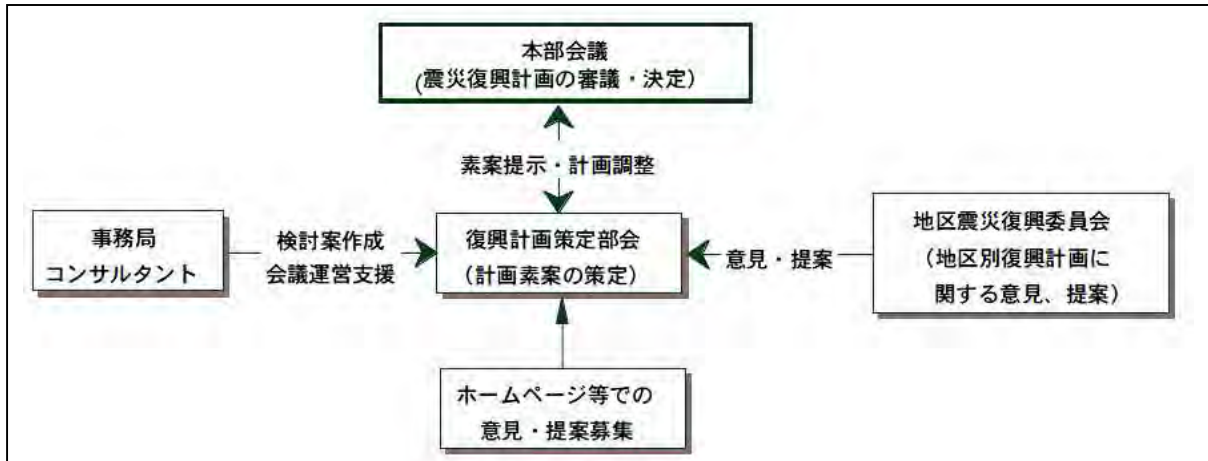 本部会議
(震災復興計画の審議・決定）
素案提示・計画調整
事務局
コンサルタント
検討案作成
会議運営支援
復興計画策定部会
（計画素案の策定）
意見・提案
地区震災復興委員会
（地区別復興計画に
関する意見、提案）
ホームページ等での
意見・提案募集